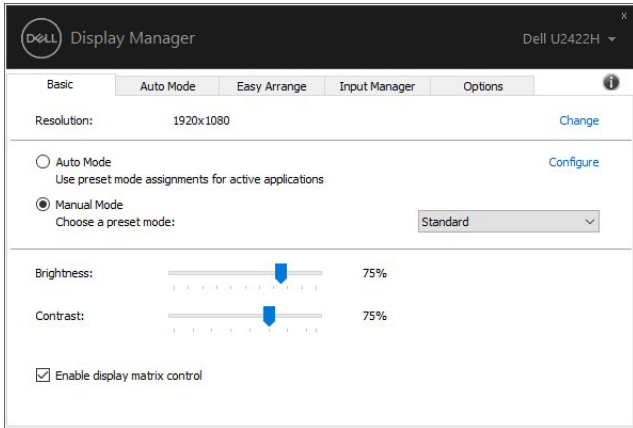 DELL Display Manager
Dell U2422H
x
Basic Auto Mode Easy Arrange Input Manager Options i
Resolution: 1920x1080 Change
Auto Mode Configure
Use preset mode assignments for active applications
Manual Mode
Choose a preset mode: Standard
Brightness: 75%
Contrast: 75%
Enable display matrix control